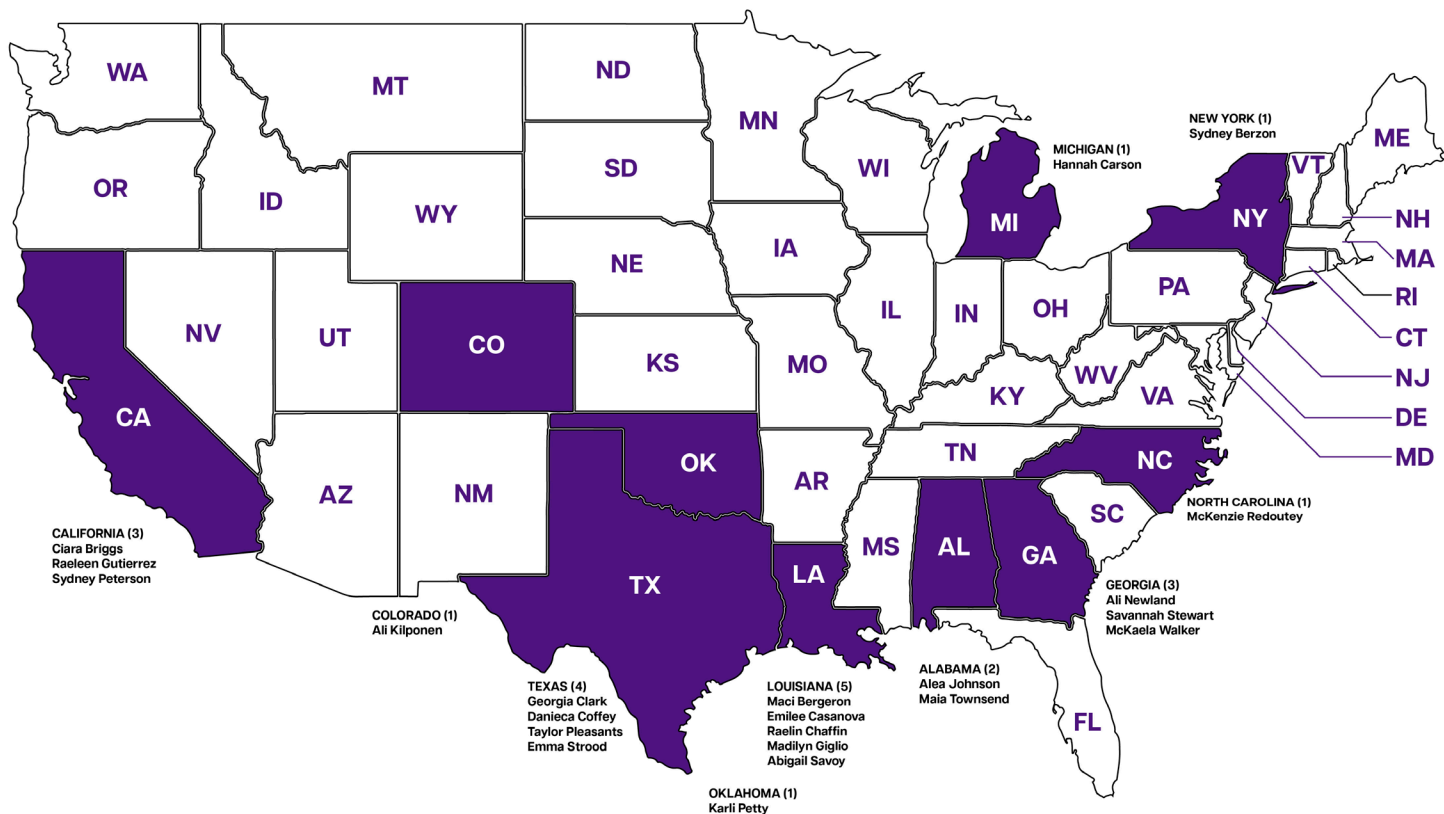 WA
MT
ND
MN
OR
ID
WY
SD
WI
MICHIGAN (1)
Hannah Carson
MI
NEW YORK (1)
Sydney Berzon
NY
VT
ME
NH
MA
RI
CT
NJ
DE
MD
NV
UT
CO
NE
IA
KS
MO
IL
IN
OH
PA
KY
WV
VA
CA
AZ
NM
OK
AR
TN
NC
SC
TX
LA
MS
AL
GA
FL
CALIFORNIA (3)
Ciara Briggs
Raeleen Gutierrez
Sydney Peterson
COLORADO (1)
Ali Kilponen
TEXAS (4)
Georgia Clark
Danieca Coffey
Taylor Pleasants
Emma Strood
OKLAHOMA (1)
Karli Petty
LOUISIANA (5)
Maci Bergeron
Emilee Casanova
Raelin Chaffin
Madilyn Giglio
Abigail Savoy
ALABAMA (2)
Alea Johnson
Maia Townsend
GEORGIA (3)
Ali Newland
Savannah Stewart
McKaela Walker
NORTH CAROLINA (1)
McKenzie Redoutey